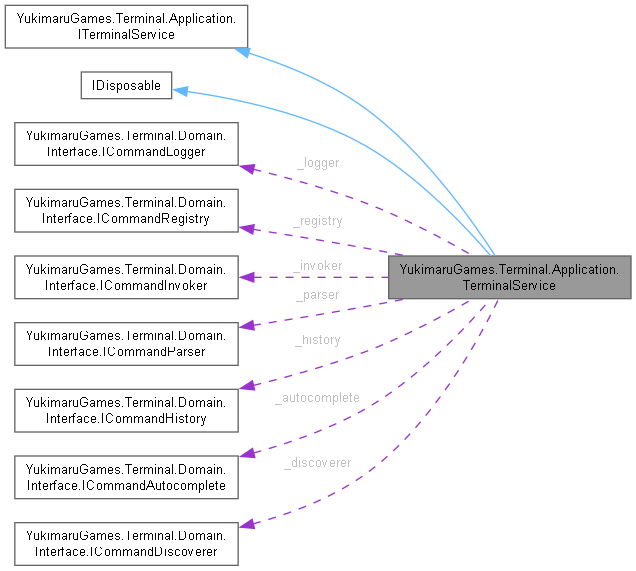 YukimaruGames.Terminal.Application.
ITerminalService
IDisposable
YukimaruGames.Terminal.Domain.
Interface.ICommandLogger
_logger
YukimaruGames.Terminal.Domain.
Interface.ICommandRegistry
_registry
YukimaruGames.Terminal.Domain.
Interface.ICommandInvoker
_invoker
YukimaruGames.Terminal.Application.
TerminalService
_parser
YukimaruGames.Terminal.Domain.
Interface.ICommandParser
_history
YukimaruGames.Terminal.Domain.
Interface.ICommandHistory
_autocomplete
YukimaruGames.Terminal.Domain.
Interface.ICommandAutocomplete
_discoverer
YukimaruGames.Terminal.Domain.
Interface.ICommandDiscoverer